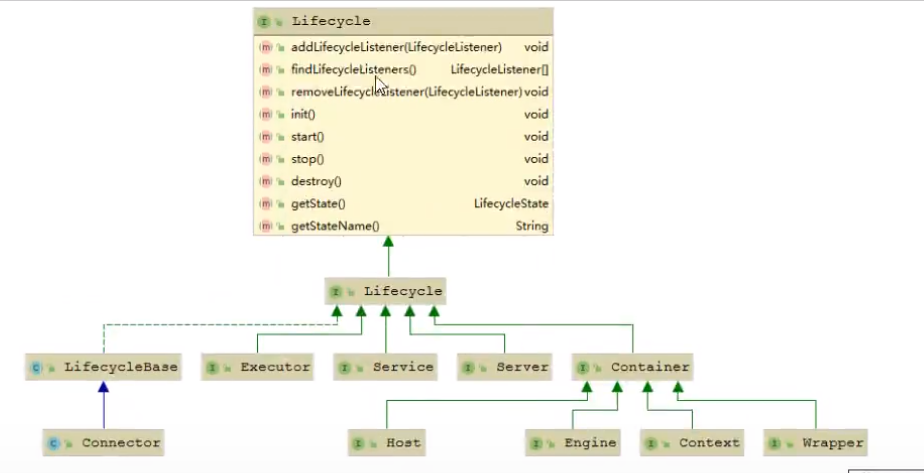 Lifecycle
addLifecycleListener(LifecycleListener) void
findLifecycleListeners() LifecycleListener[]
removeLifecycleListener(LifecycleListener) void
init() void
start() void
stop() void
destroy() void
getState() LifecycleState
getStateName() String
Lifecycle
LifecycleBase Executor Service Server Container
Connector Host Engine Context Wrapper